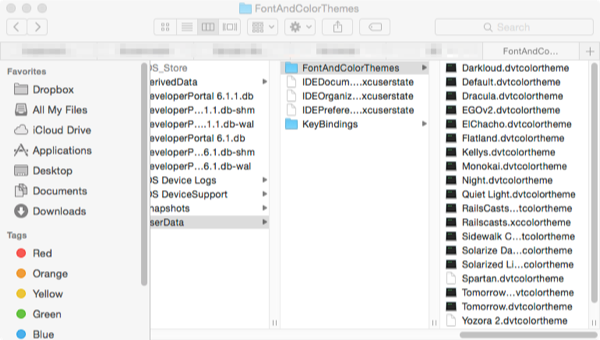 FontAndColorThemes
Search
FontAndCo...
Favorites
Dropbox
All My Files
iCloud Drive
Applications
Desktop
Documents
Downloads
Tags
Red
Orange
Yellow
Green
Blue
S_Store
erivedData
eveloperPortal 6.1.1.db
eveloperP...1.1.db-shm
eveloperP....1.1.db-wal
eveloperPortal 6.1.db
eveloperP...6.1.db-shm
eveloperP....6.1.db-wal
S Device Logs
S DeviceSupport
napshots
serData
FontAndColorThemes
IDEDocum...xcuserstate
IDEOrganiz...xcuserstate
IDEPrefere...xcuserstate
KeyBindings
Darkloud.dvtcolortheme
Default.dvtcolortheme
Dracula.dvtcolortheme
EGOv2.dvtcolortheme
ElChacho.dvtcolortheme
Flatland.dvtcolortheme
Kellys.dvtcolortheme
Monokai.dvtcolortheme
Night.dvtcolortheme
Quiet Light.dvtcolortheme
RailsCasts...tcolortheme
Railscasts.xccolortheme
Sidewalk C...tcolortheme
Solarize Da...colortheme
Solarized Li...colortheme
Spartan.dvtcolortheme
Tomorrow...vtcolortheme
Tomorrow.dvtcolortheme
Yozora 2.dvtcolortheme